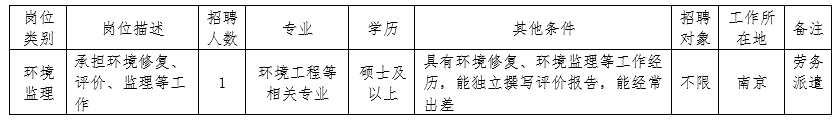 岗位类别 岗位描述 招聘人数 专业 学历 其他条件 招聘对象 工作所在地 备注
环境监理 承担环境修复、评价、监理等工作 1 环境工程等相关专业 硕士及以上 具有环境修复、环境监理等工作经历，能独立撰写评价报告，能经常出差 不限 南京 劳务派遣